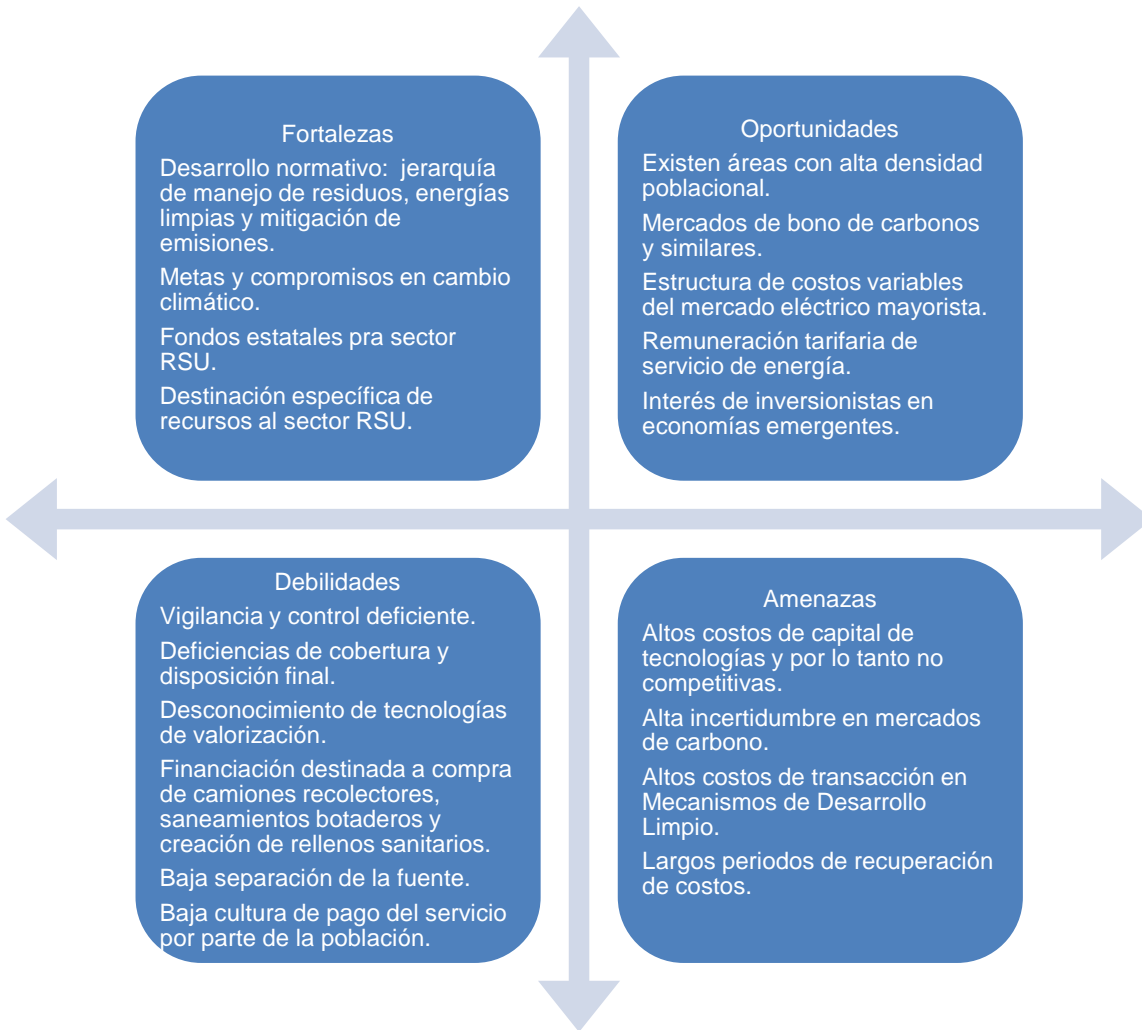 Fortalezas
Desarrollo normativo:  jerarquía
de manejo de residuos, energías
limpias y mitigación de
emisiones.
Metas y compromisos en cambio
climático.
Fondos estatales pra sector
RSU.
Destinación específica de
recursos al sector RSU.
Oportunidades
Existen áreas con alta densidad
poblacional.
Mercados de bono de carbonos
y similares.
Estructura de costos variables
del mercado eléctrico mayorista.
Remuneración tarifaria de
servicio de energía.
Interés de inversionistas en
economías emergentes.
Debilidades
Vigilancia y control deficiente.
Deficiencias de cobertura y
disposición final.
Desconocimiento de tecnologías
de valorización.
Financiación destinada a compra
de camiones recolectores,
saneamientos botaderos y
creación de rellenos sanitarios.
Baja separación de la fuente.
Baja cultura de pago del servicio
por parte de la población.
Amenazas
Altos costos de capital de
tecnologías y por lo tanto no
competitivas.
Alta incertidumbre en mercados
de carbono.
Altos costos de transacción en
Mecanismos de Desarrollo
Limpio.
Largos periodos de recuperación
de costos.